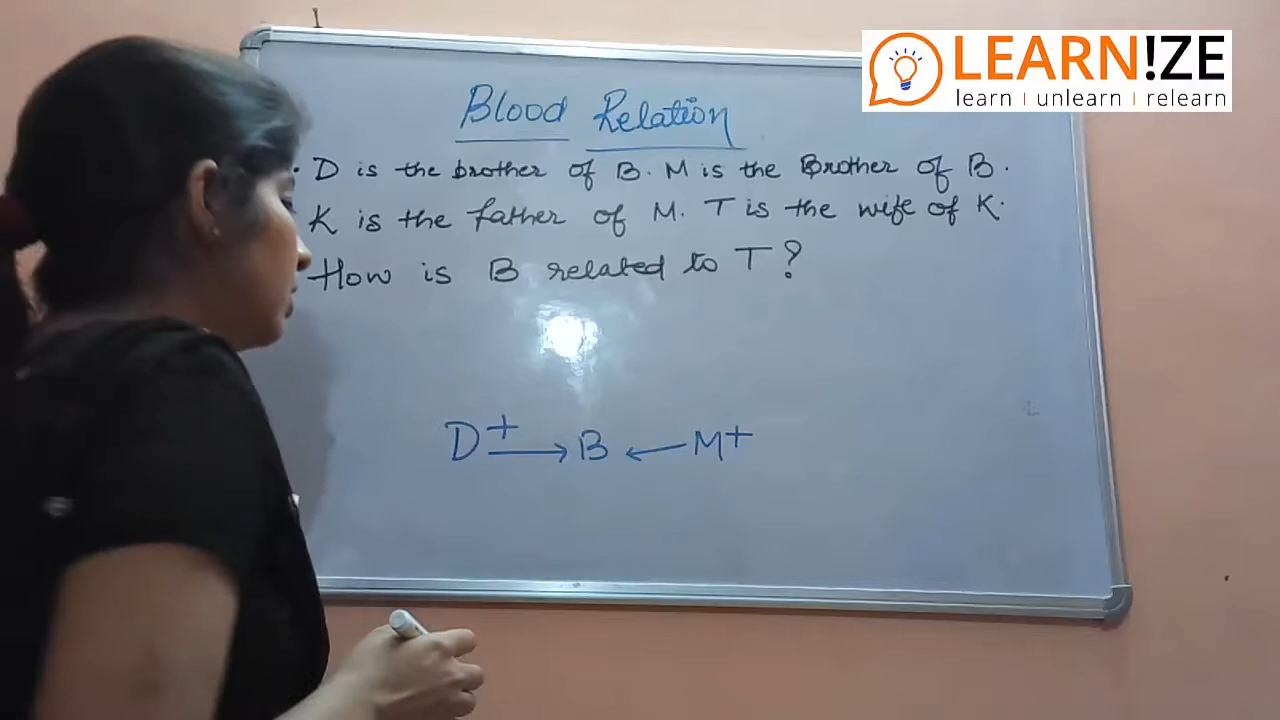 LEARN!ZE
learn | unlearn | relearn
Blood Relation
. D is the brother of B. M is the Brother of B.
K is the father of M. T is the wife of K.
How is B related to T?
D+ → B ← M+